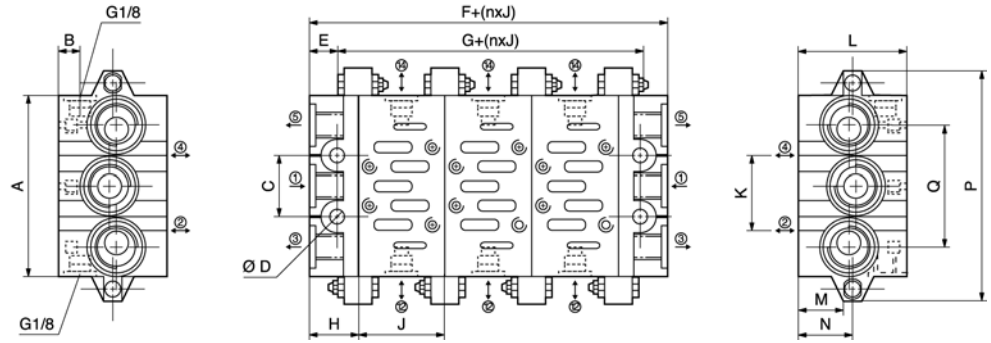 G1/8
B
A
④
②
G1/8
F+(nxJ)
E
G+(nxJ)
⑭
⑭
⑭
⑤
⑤
C
①
①
③
③
Ø D
⑫
⑫
⑫
H
J
L
④
②
K
Q
P
M
N